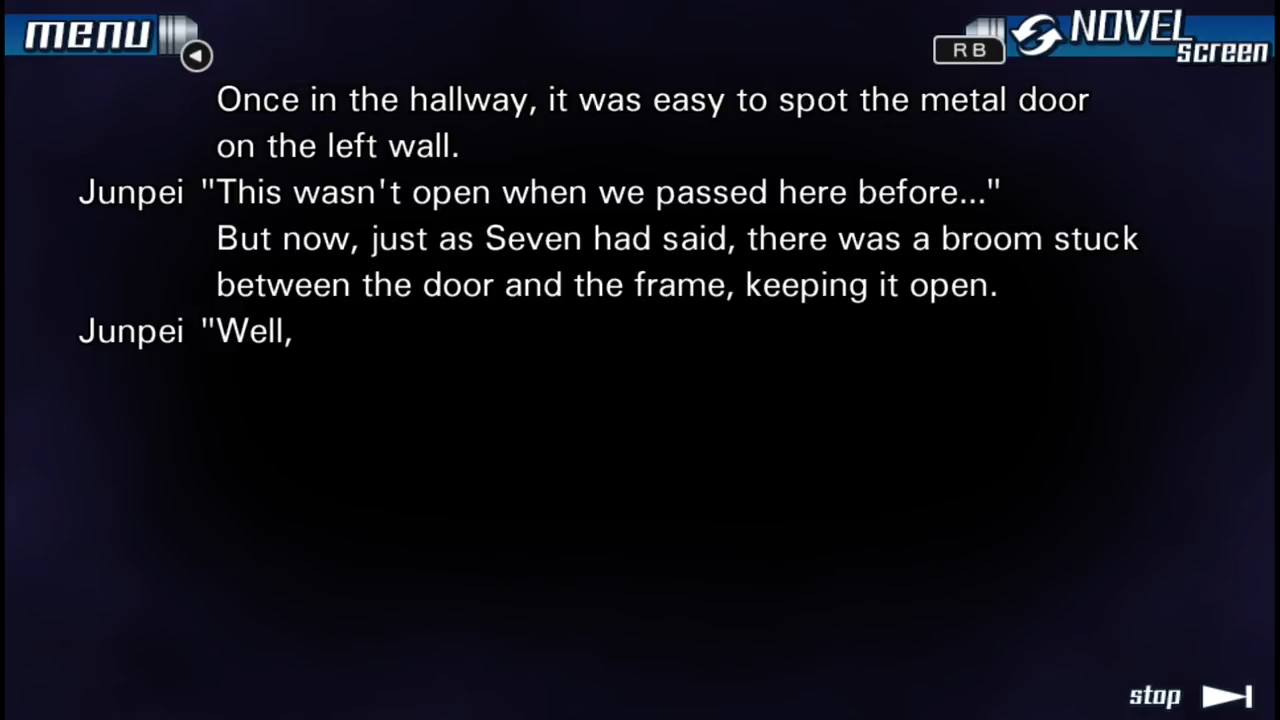 menu
RB NOVEL screen
Once in the hallway, it was easy to spot the metal door
on the left wall.
Junpei "This wasn't open when we passed here before..."
But now, just as Seven had said, there was a broom stuck
between the door and the frame, keeping it open.
Junpei "Well,
stop